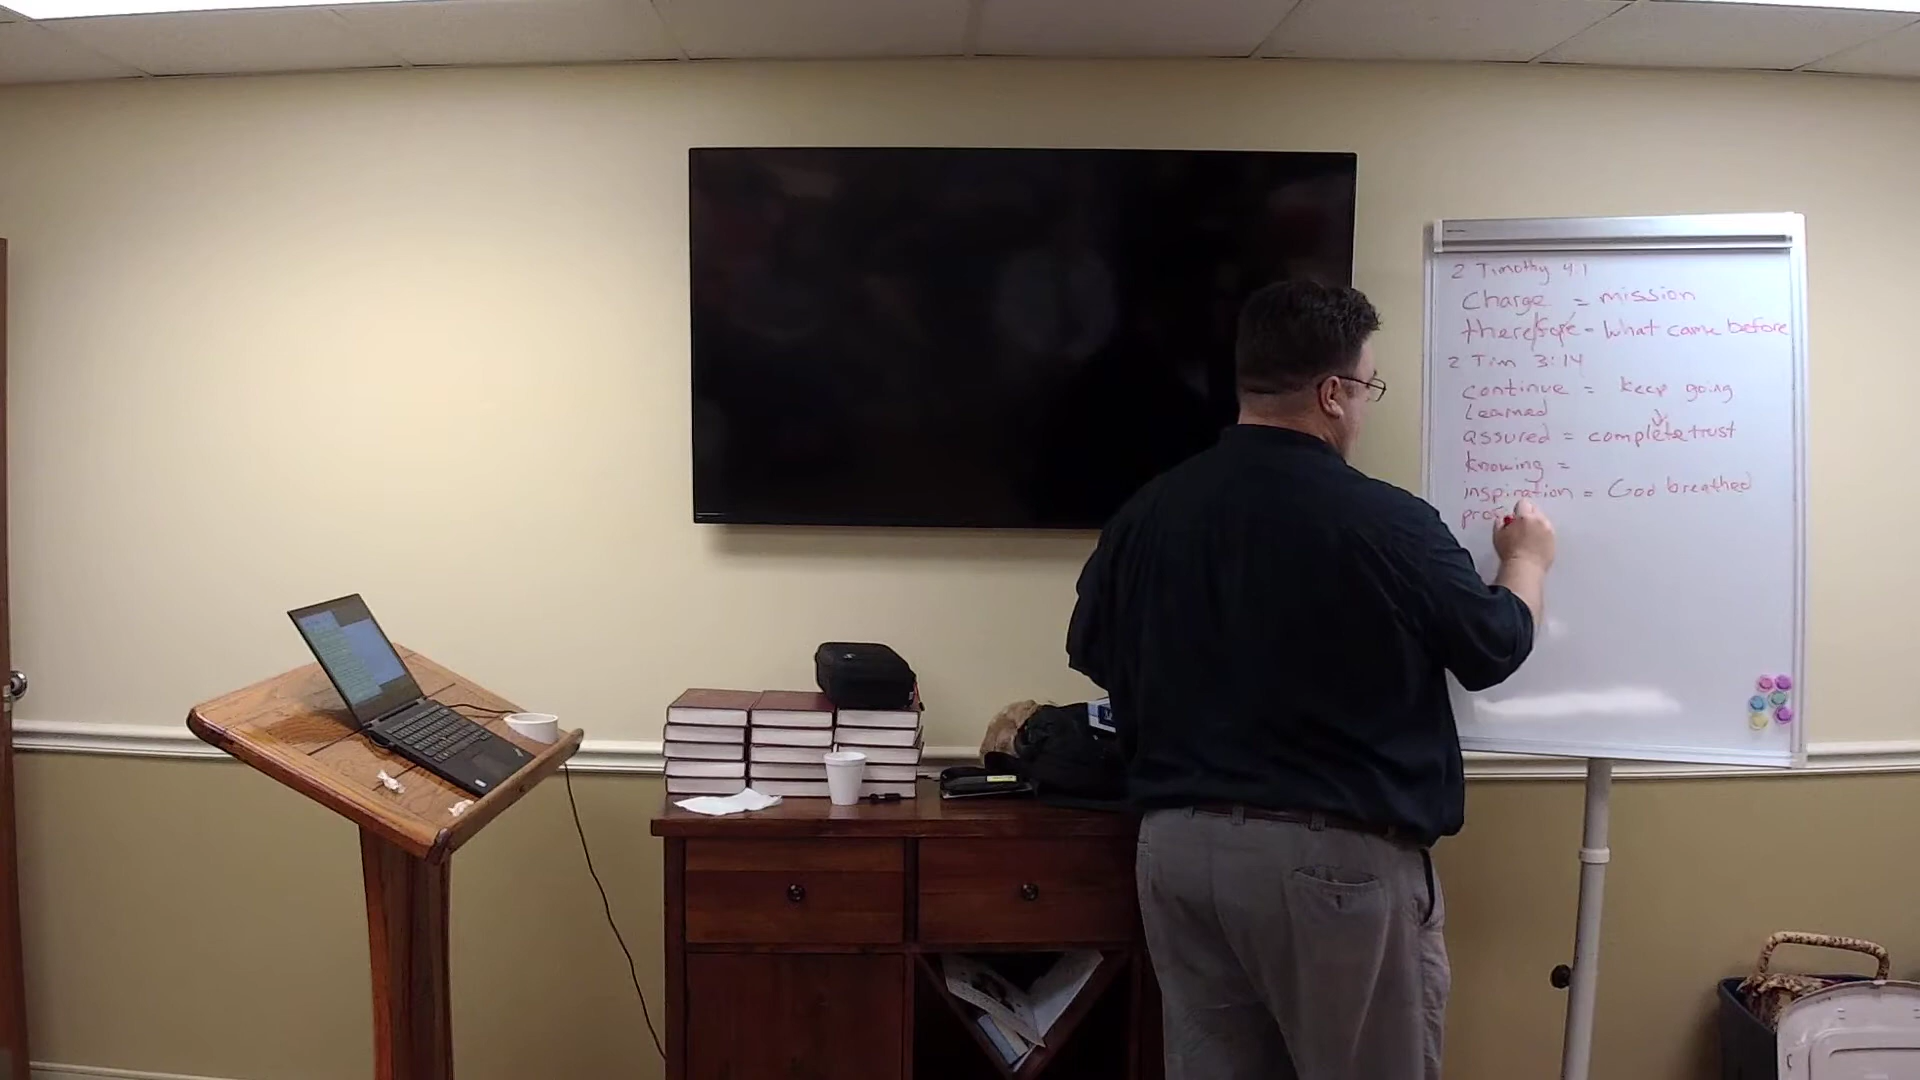 2 Timothy 4:1
Charge = mission
therefore = What came before
2 Tim 3:14
continue = keep going
Learned
assured = complete trust
knowing =
inspiration = God breathed
prof